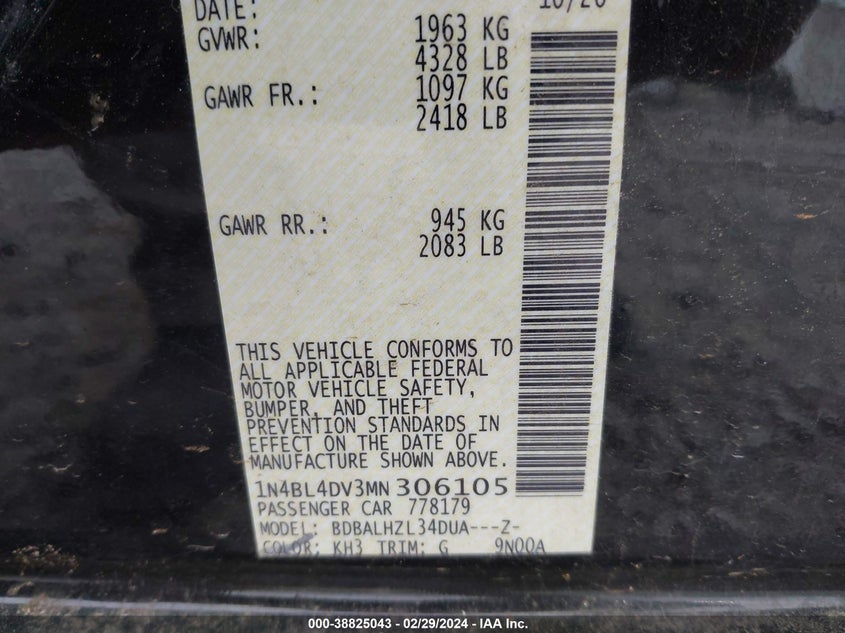 DATE: 10/20
GVWR: 1963 KG
4328 LB
GAWR FR.: 1097 KG
2418 LB
GAWR RR.: 945 KG
2083 LB
THIS VEHICLE CONFORMS TO
ALL APPLICABLE FEDERAL
MOTOR VEHICLE SAFETY,
BUMPER, AND THEFT
PREVENTION STANDARDS IN
EFFECT ON THE DATE OF
MANUFACTURE SHOWN ABOVE.
1N4BL4DV3MN306105
PASSENGER CAR 778179
MODEL: BDBALHZL34DUA---Z-
COLOR; KH3 TRIM; G 9N00A
000-38825043 - 02/29/2024 - IAA Inc.